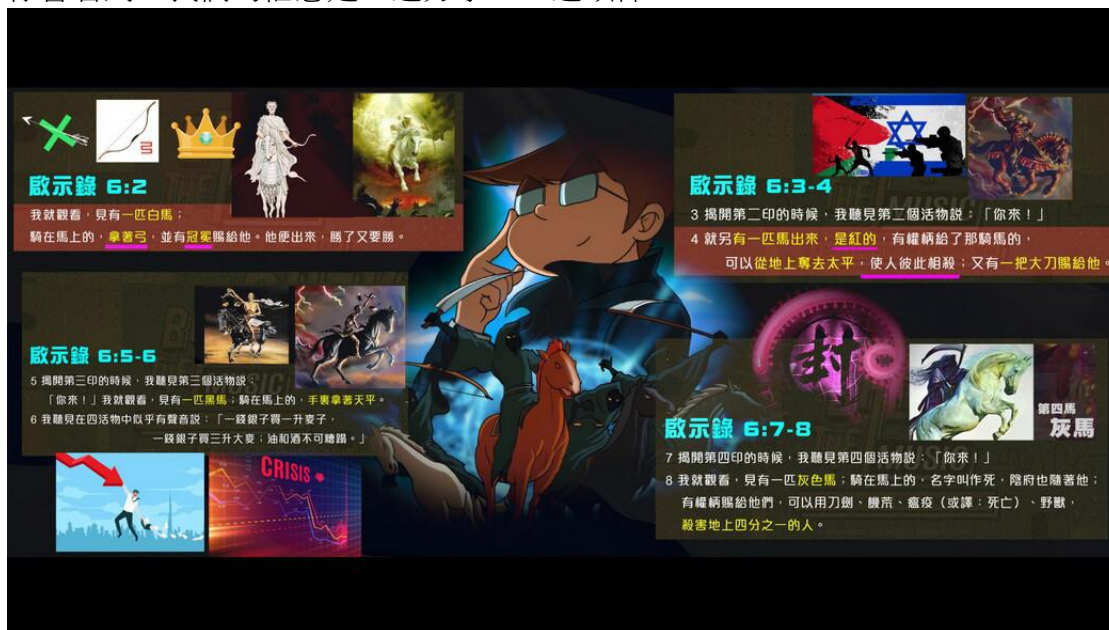 弓
啟示錄 6:2
我就觀看，見有一匹白馬；
騎在馬上的，拿著弓，並有冠冕賜給他。他便出來，勝了又要勝。
啟示錄 6:3-4
3 揭開第二印的時候，我聽見第二個活物說：「你來！」
4 就另有一匹馬出來，是紅的，有權柄給了那騎馬的，
可以從地上奪去太平，使人彼此相殺；又有一把大刀賜給他。
啟示錄 6:5-6
5 揭開第三印的時候，我聽見第三個活物說：
「你來！」我就觀看，見有一匹黑馬；騎在馬上的，手裏拿著天平。
6 我聽見在四活物中似乎有聲音說：「一錢銀子買一升麥子，
一錢銀子買三升大麥；油和酒不可糟蹋。」
CRISIS
封
第四馬
灰馬
啟示錄 6:7-8
7 揭開第四印的時候，我聽見第四個活物說：「你來！」
8 我就觀看，見有一匹灰色馬；騎在馬上的，名字叫作死，陰府也隨著他；
有權柄賜給他們，可以用刀劍、饑荒、瘟疫（或譯：死亡）、野獸，
殺害地上四分之一的人。